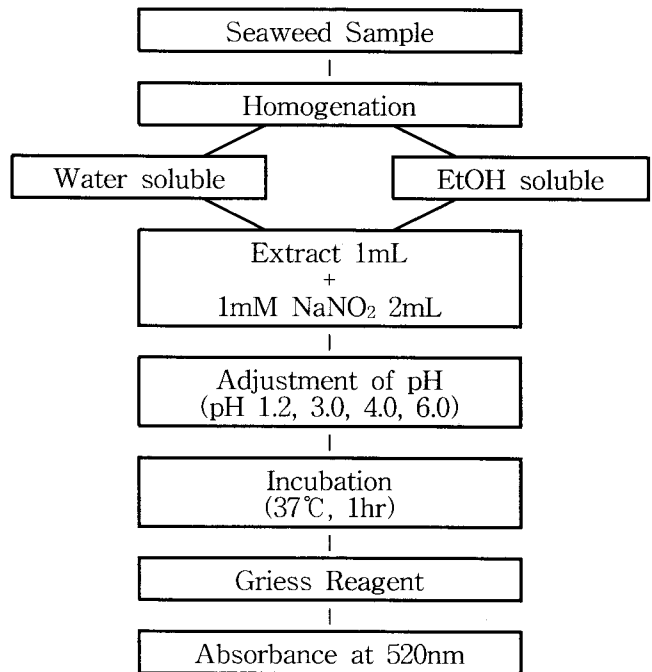 Seaweed Sample
Homogenation
Water soluble
EtOH soluble
Extract 1mL
+
1mM NaNO₂ 2mL
Adjustment of pH
(pH 1.2, 3.0, 4.0, 6.0)
Incubation
(37℃, 1hr)
Griess Reagent
Absorbance at 520nm